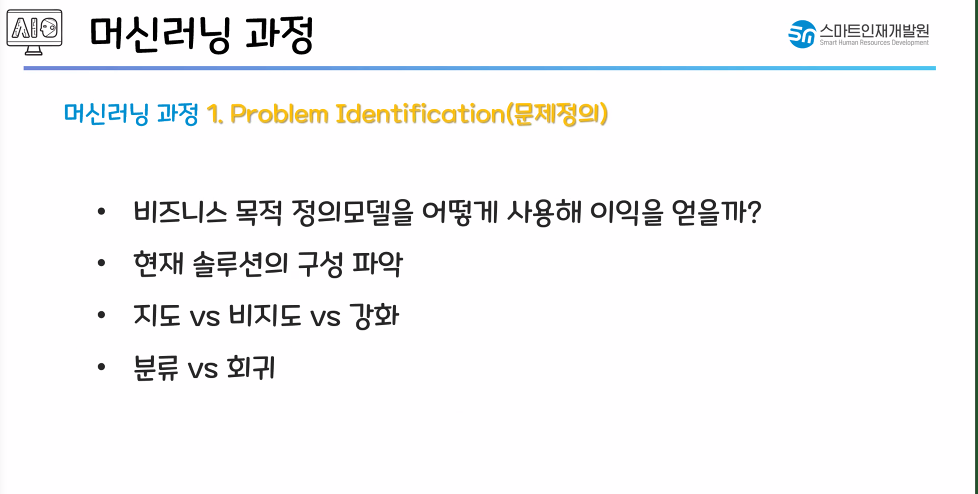 AI
머신러닝 과정
스마트인재개발원
Smart Human Resources Development
머신러닝 과정 1. Problem Identification(문제정의)
• 비즈니스 목적 정의모델을 어떻게 사용해 이익을 얻을까?
• 현재 솔루션의 구성 파악
• 지도 vs 비지도 vs 강화
• 분류 vs 회귀